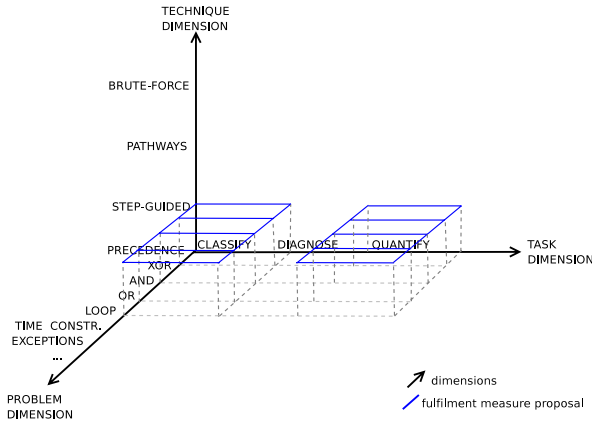 TECHNIQUE
DIMENSION
BRUTE-FORCE
PATHWAYS
STEP-GUIDED
PRECEDENCE CLASSIFY DIAGNOSE QUANTIFY TASK
DIMENSION
XOR
AND
OR
LOOP
TIME CONSTR.
EXCEPTIONS
...
PROBLEM
DIMENSION
dimensions
fulfilment measure proposal